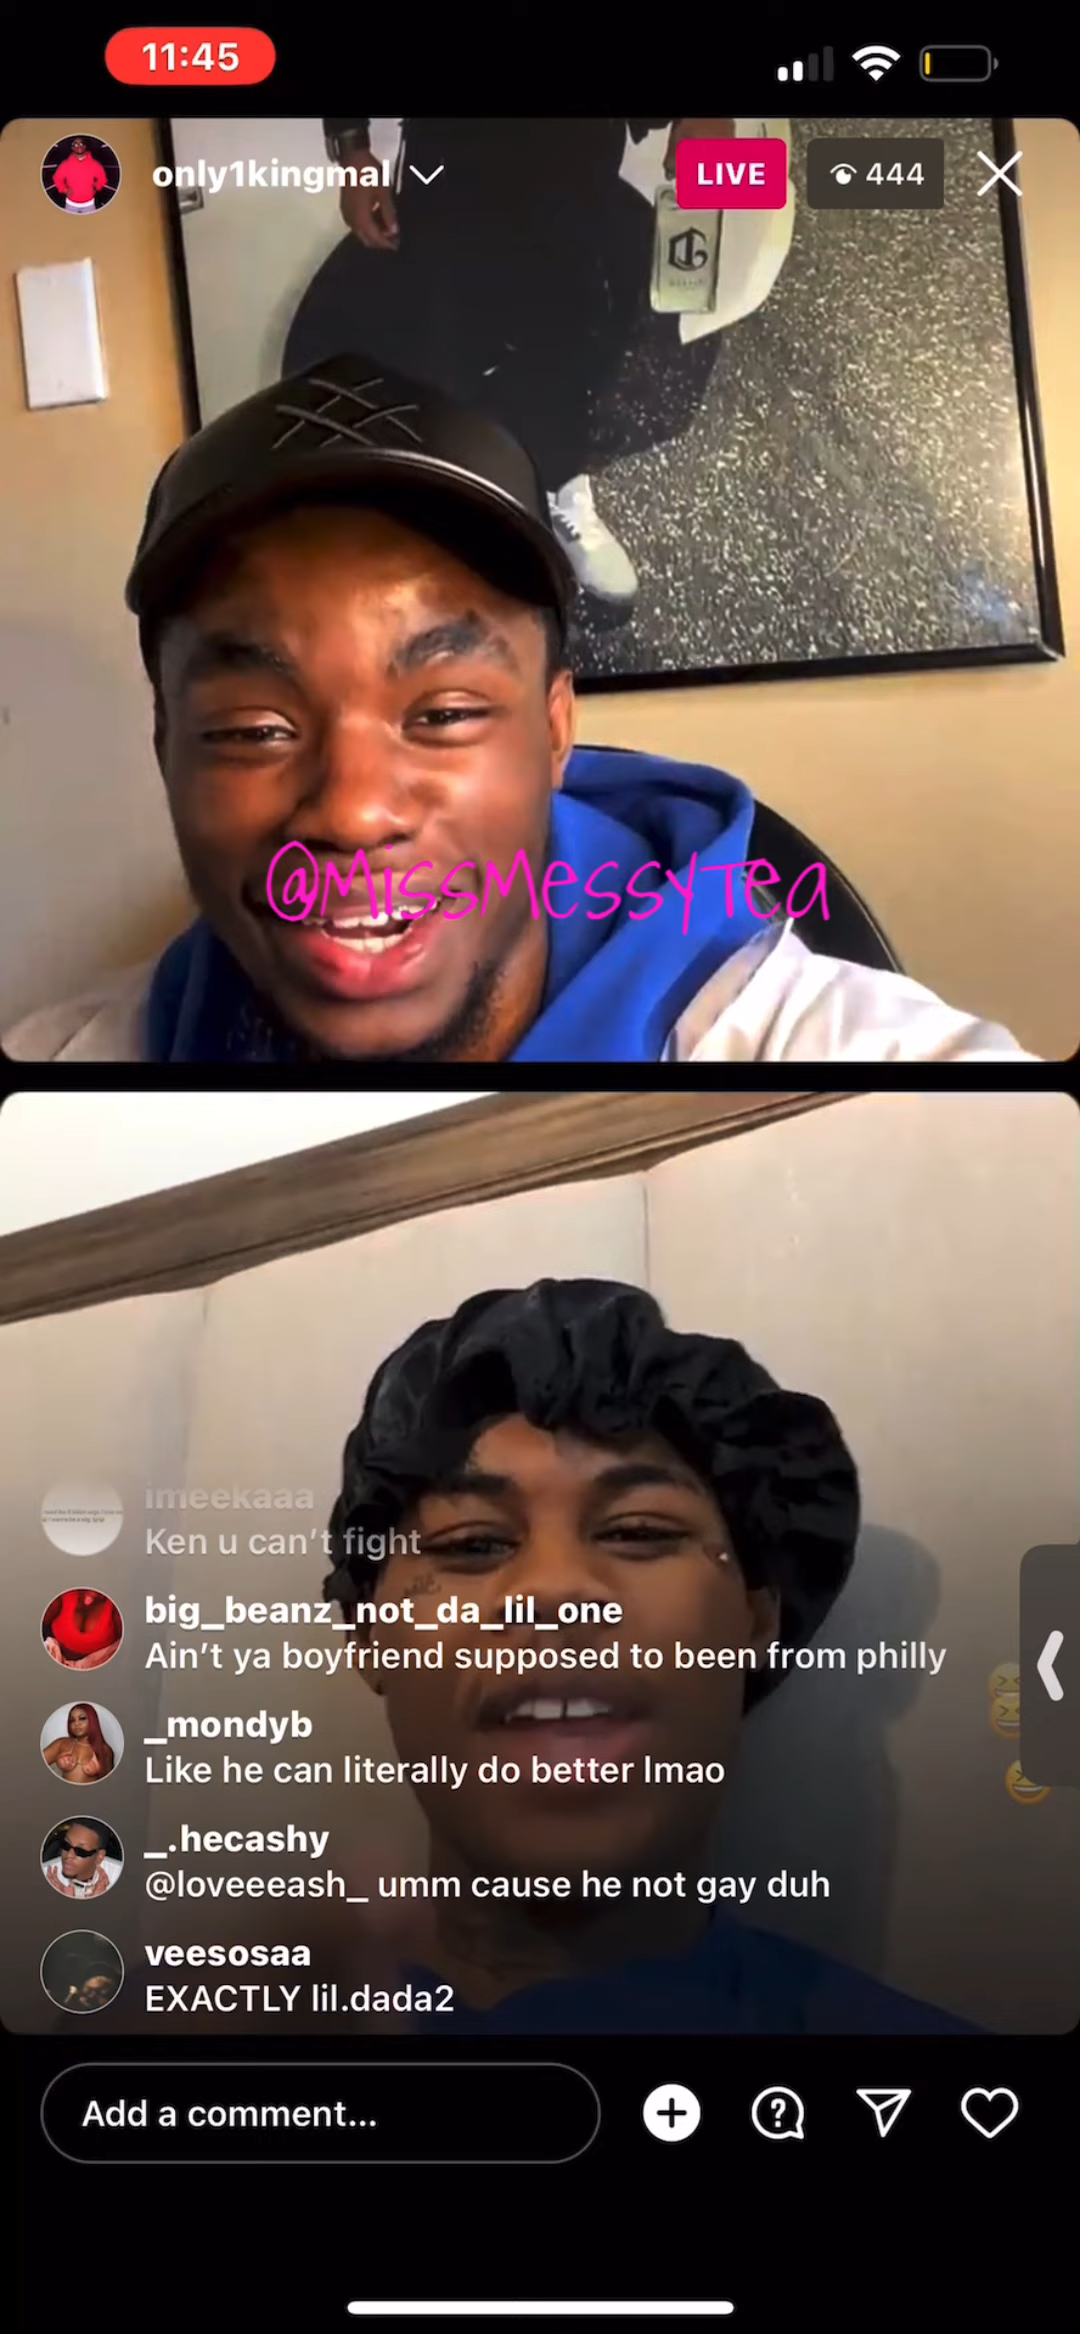 11:45
only1kingmal
LIVE
444
@MissMessyTea
imeekaaa
Ken u can't fight
big_beanz_not_da_lil_one
Ain't ya boyfriend supposed to been from philly
_mondyb
Like he can literally do better lmao
_.hecashy
@loveeeash_ umm cause he not gay duh
veesosaa
EXACTLY lil.dada2
Add a comment...